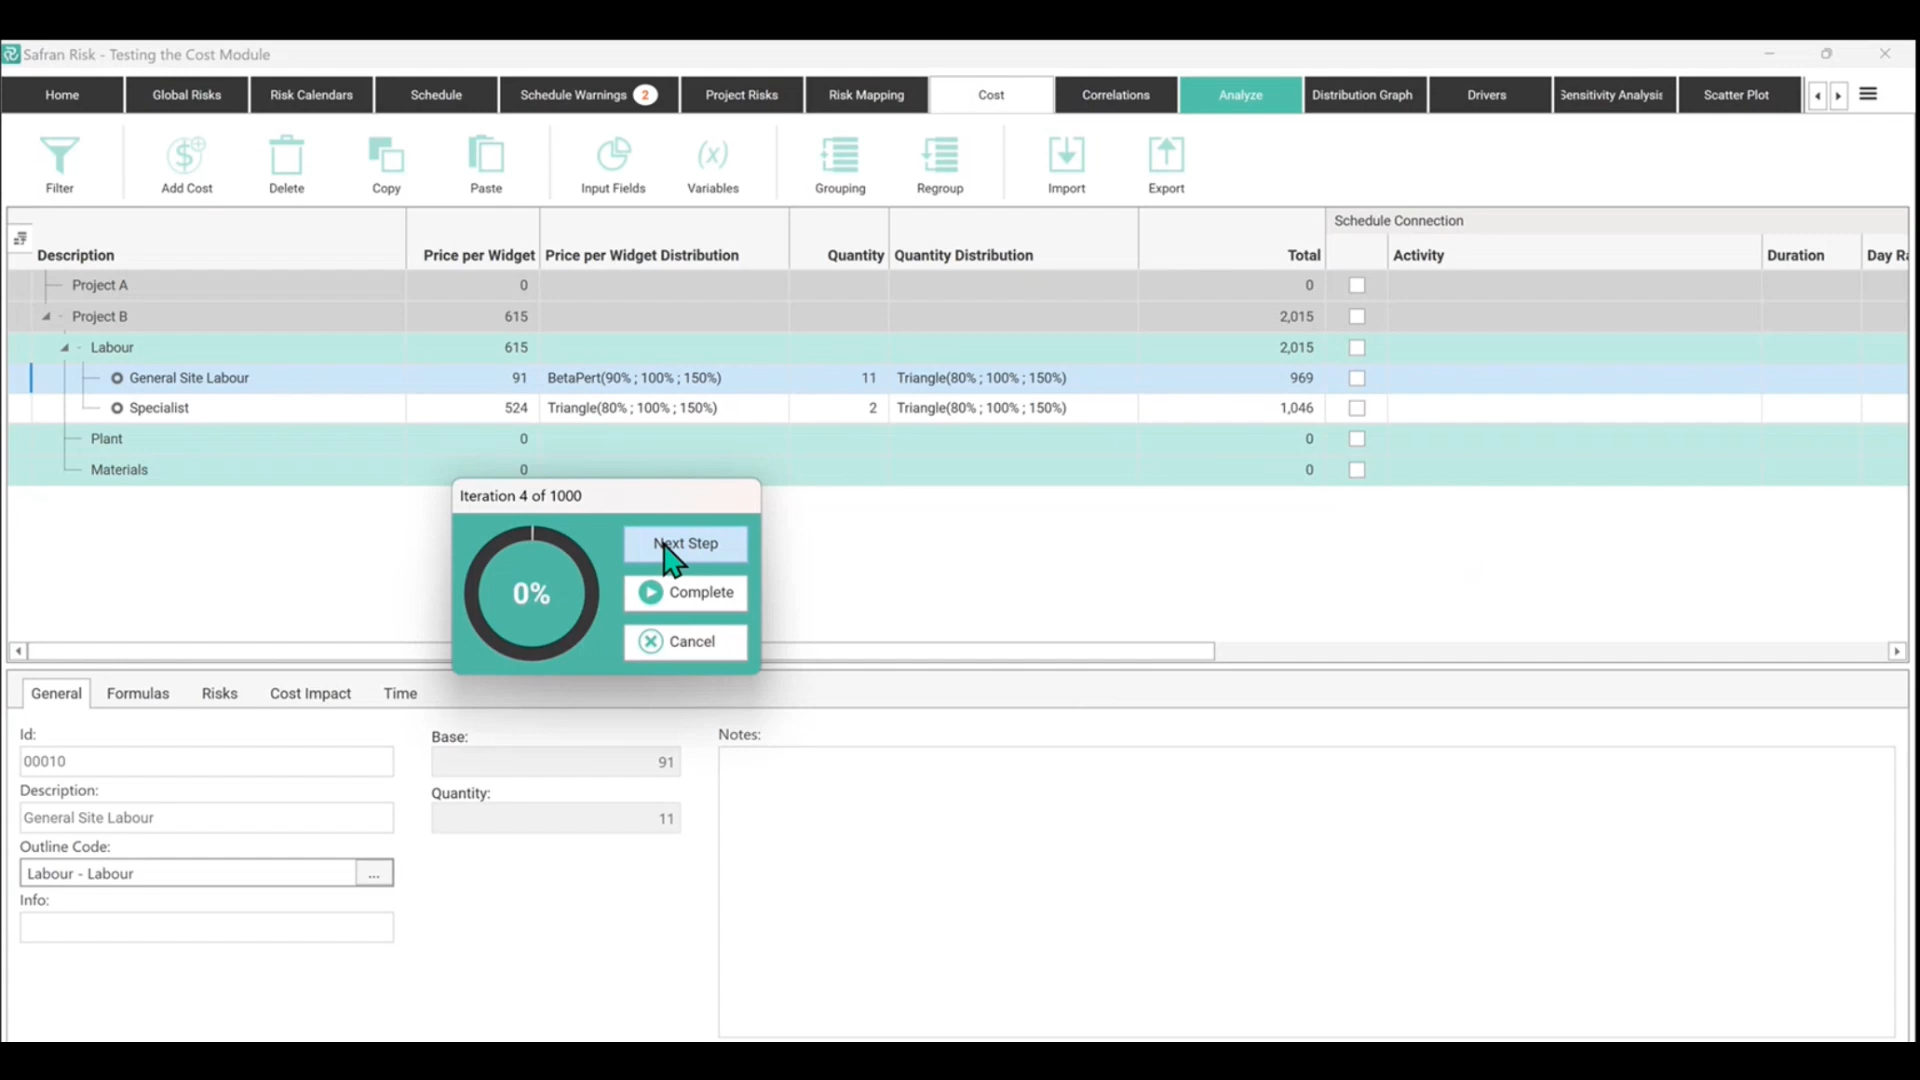 Safran Risk - Testing the Cost Module
Home Global Risks Risk Calendars Schedule Schedule Warnings 2 Project Risks Risk Mapping Cost Correlations Analyze Distribution Graph Drivers Sensitivity Analysis Scatter Plot
Filter Add Cost Delete Copy Paste Input Fields Variables Grouping Regroup Import Export
Schedule Connection
Description Price per Widget Price per Widget Distribution Quantity Quantity Distribution Total Activity Duration Day Ra
Project A 0 0
Project B 615 2,015
Labour 615 2,015
General Site Labour 91 BetaPert(90% ; 100% ; 150%) 11 Triangle(80% ; 100% ; 150%) 969
Specialist 524 Triangle(80% ; 100% ; 150%) 2 Triangle(80% ; 100% ; 150%) 1,046
Plant 0 0
Materials 0 0
Iteration 4 of 1000
Next Step
0% Complete
Cancel
General Formulas Risks Cost Impact Time
Id: Base: Notes:
00010 91
Description: Quantity:
General Site Labour 11
Outline Code:
Labour - Labour ...
Info: